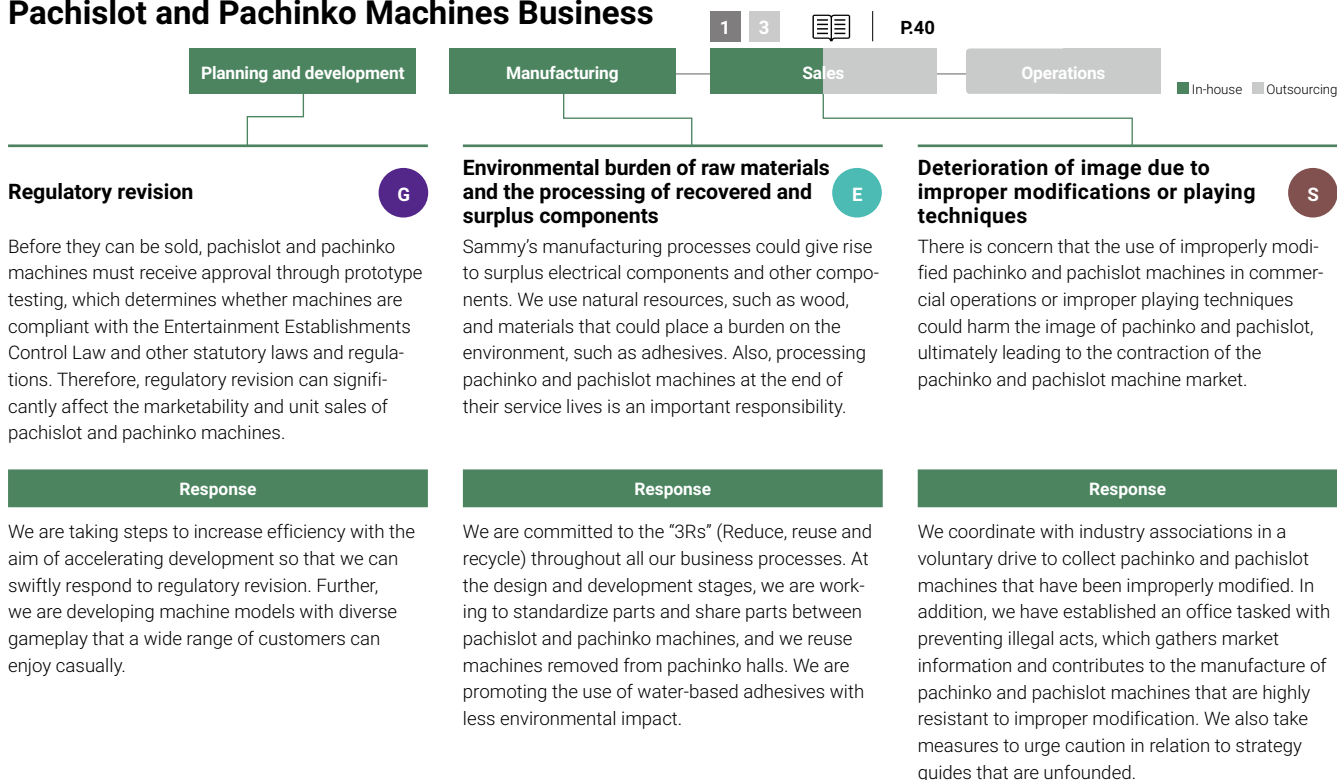 Pachislot and Pachinko Machines Business
1 3 P.40
Planning and development
Manufacturing
Sales
Operations
In-house Outsourcing
Regulatory revision
G
Before they can be sold, pachislot and pachinko
machines must receive approval through prototype
testing, which determines whether machines are
compliant with the Entertainment Establishments
Control Law and other statutory laws and regula-
tions. Therefore, regulatory revision can signifi-
cantly affect the marketability and unit sales of
pachislot and pachinko machines.
Response
We are taking steps to increase efficiency with the
aim of accelerating development so that we can
swiftly respond to regulatory revision. Further,
we are developing machine models with diverse
gameplay that a wide range of customers can
enjoy casually.
Environmental burden of raw materials
and the processing of recovered and
surplus components
E
Sammy’s manufacturing processes could give rise
to surplus electrical components and other compo-
nents. We use natural resources, such as wood,
and materials that could place a burden on the
environment, such as adhesives. Also, processing
pachinko and pachislot machines at the end of
their service lives is an important responsibility.
Response
We are committed to the “3Rs” (Reduce, reuse and
recycle) throughout all our business processes. At
the design and development stages, we are work-
ing to standardize parts and share parts between
pachislot and pachinko machines, and we reuse
machines removed from pachinko halls. We are
promoting the use of water-based adhesives with
less environmental impact.
Deterioration of image due to
improper modifications or playing
techniques
S
There is concern that the use of improperly modi-
fied pachinko and pachislot machines in commer-
cial operations or improper playing techniques
could harm the image of pachinko and pachislot,
ultimately leading to the contraction of the
pachinko and pachislot machine market.
Response
We coordinate with industry associations in a
voluntary drive to collect pachinko and pachislot
machines that have been improperly modified. In
addition, we have established an office tasked with
preventing illegal acts, which gathers market
information and contributes to the manufacture of
pachinko and pachislot machines that are highly
resistant to improper modification. We also take
measures to urge caution in relation to strategy
guides that are unfounded.